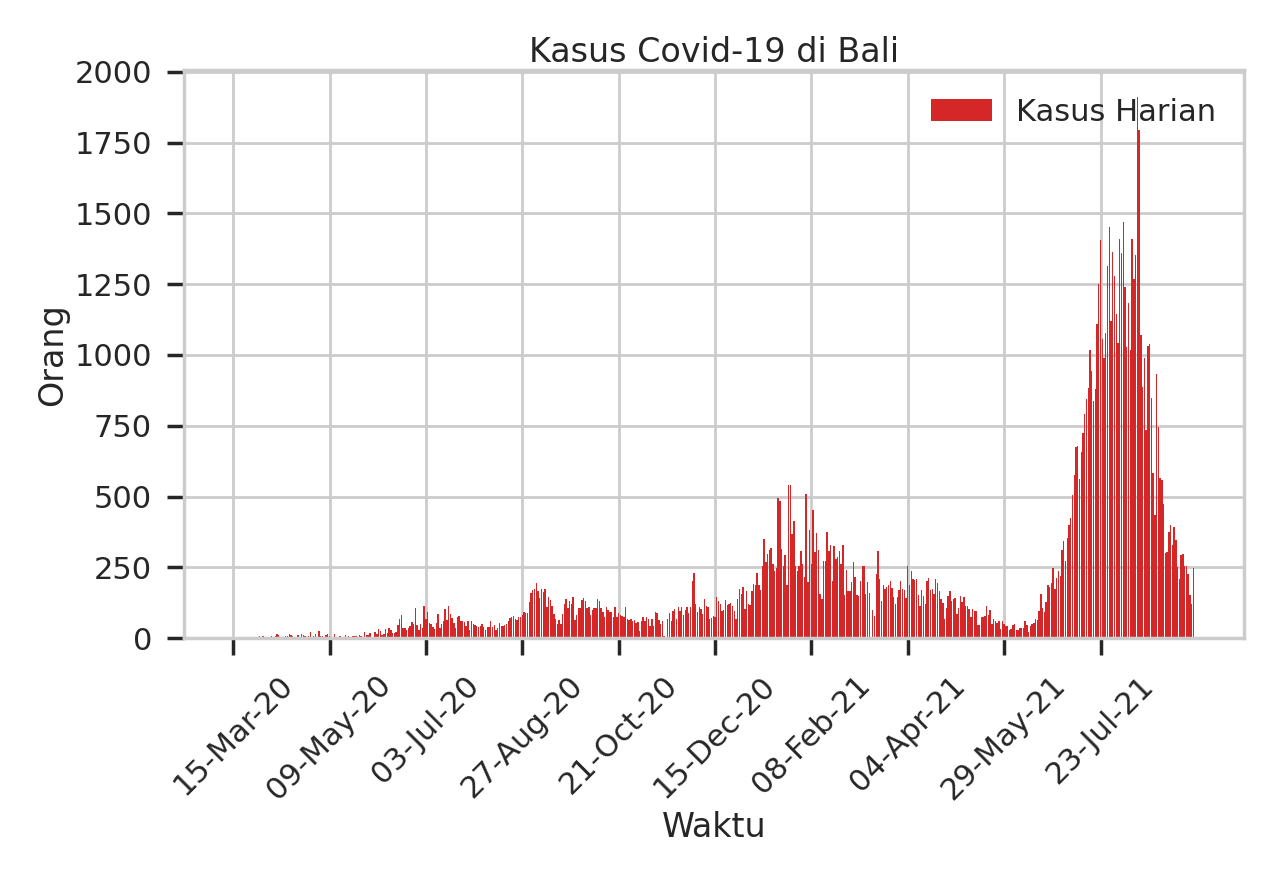 Kasus Covid-19 di Bali
2000
1750
1500
1250
1000
750
500
250
0
Orang
Kasus Harian
15-Mar-20
09-May-20
03-Jul-20
27-Aug-20
21-Oct-20
15-Dec-20
08-Feb-21
04-Apr-21
29-May-21
23-Jul-21
Waktu